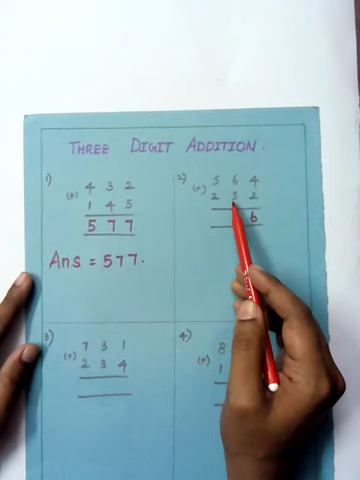 THREE DIGIT ADDITION.
1)
4 3 2
(+)
1 4 5
5 7 7
Ans = 577.
2)
5 6 4
(+)
2 3 2
6
3)
7 3 1
(+)
2 3 4
4)
8
(+)
1